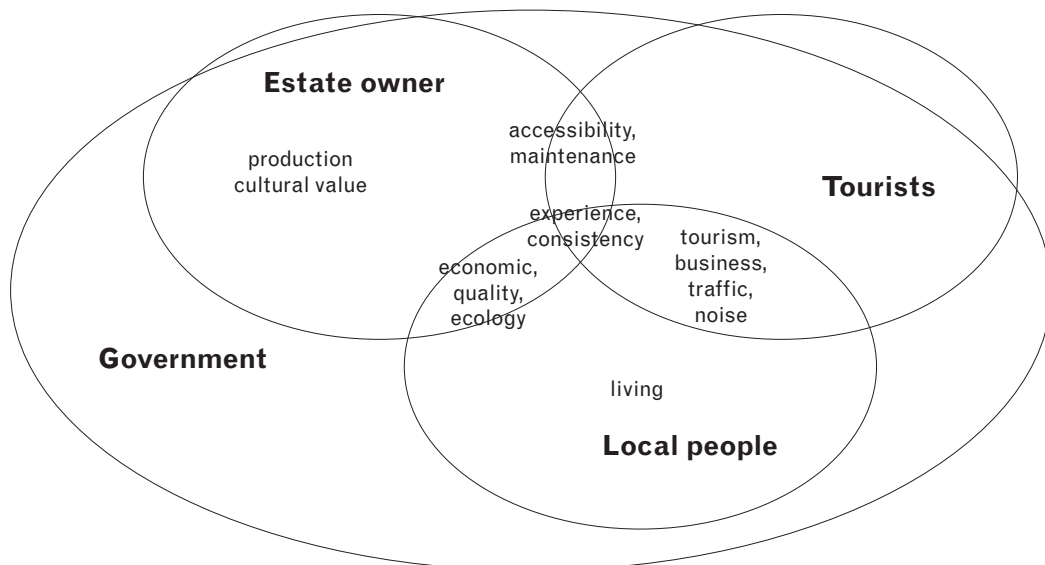 Estate owner
production
cultural value
accessibility,
maintenance
Tourists
experience,
consistency
tourism,
business,
traffic,
noise
economic,
quality,
ecology
Government
living
Local people